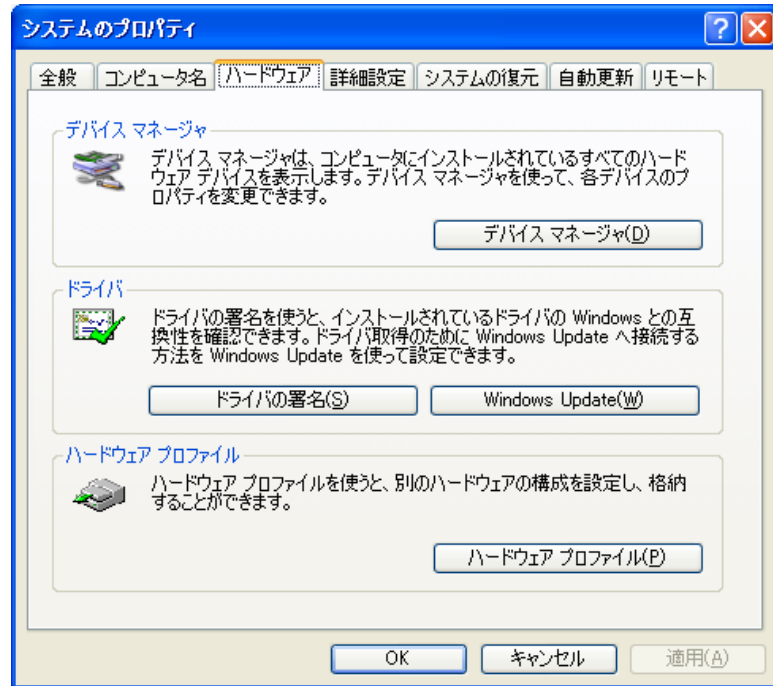 システムのプロパティ
全般 コンピュータ名 ハードウェア 詳細設定 システムの復元 自動更新 リモート
デバイス マネージャ
デバイス マネージャは、コンピュータにインストールされているすべてのハード
ウェア デバイスを表示します。デバイス マネージャを使って、各デバイスのプ
ロパティを変更できます。
デバイス マネージャ(D)
ドライバ
ドライバの署名を使うと、インストールされているドライバの Windows との互
換性を確認できます。ドライバ取得のために Windows Update へ接続する
方法を Windows Update を使って設定できます。
ドライバの署名(S) Windows Update(W)
ハードウェア プロファイル
ハードウェア プロファイルを使うと、別のハードウェアの構成を設定し、格納
することができます。
ハードウェア プロファイル(P)
OK キャンセル 適用(A)